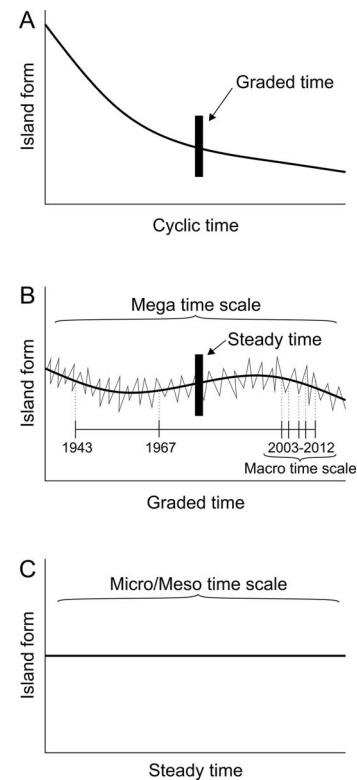 A
Island form
Graded time
Cyclic time
B
Mega time scale
Island form
Steady time
1943
1967
2003-2012
Macro time scale
Graded time
C
Micro/Meso time scale
Island form
Steady time